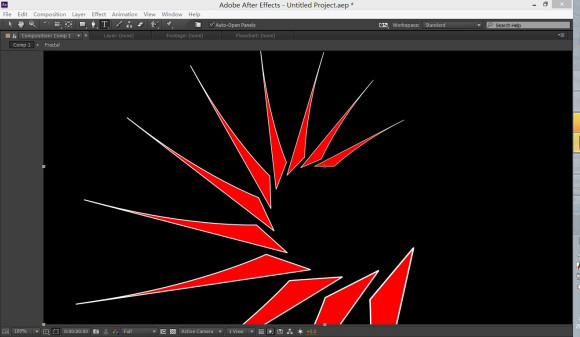 Ae Adobe After Effects - Untitled Project.aep *
File Edit Composition Layer Effect Animation View Window Help
T ✓ Auto-Open Panels Workspace: Standard Search Help
Composition: Comp 1 Layer: (none) Footage: (none) Flowchart: (none)
Comp 1 Fractal
100% 0:00:00:00 Full Active Camera 1 View +0.0